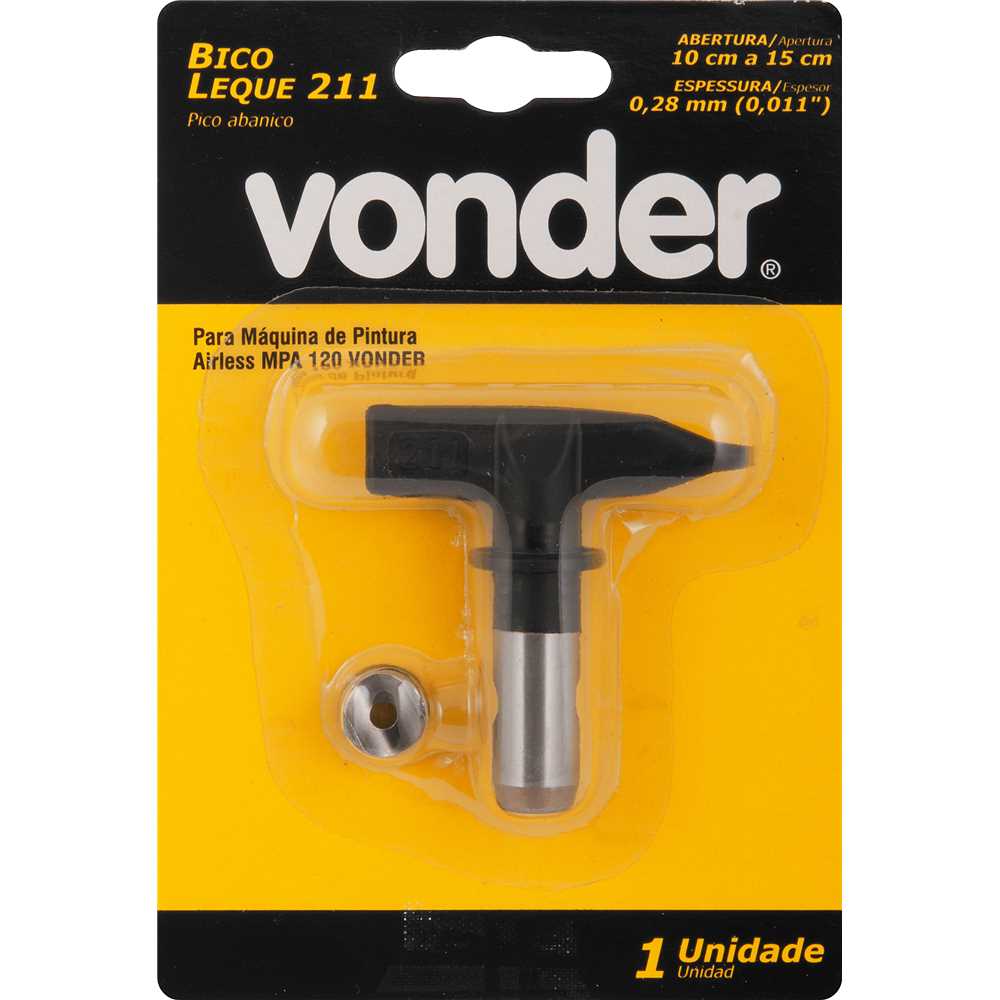 BICO
LEQUE 211
Pico abanico
ABERTURA/Apertura
10 cm a 15 cm
ESPESSURA/Espesor
0,28 mm (0,011")
vonder®
Para Máquina de Pintura
Airless MPA 120 VONDER
211
1 Unidade
Unidad